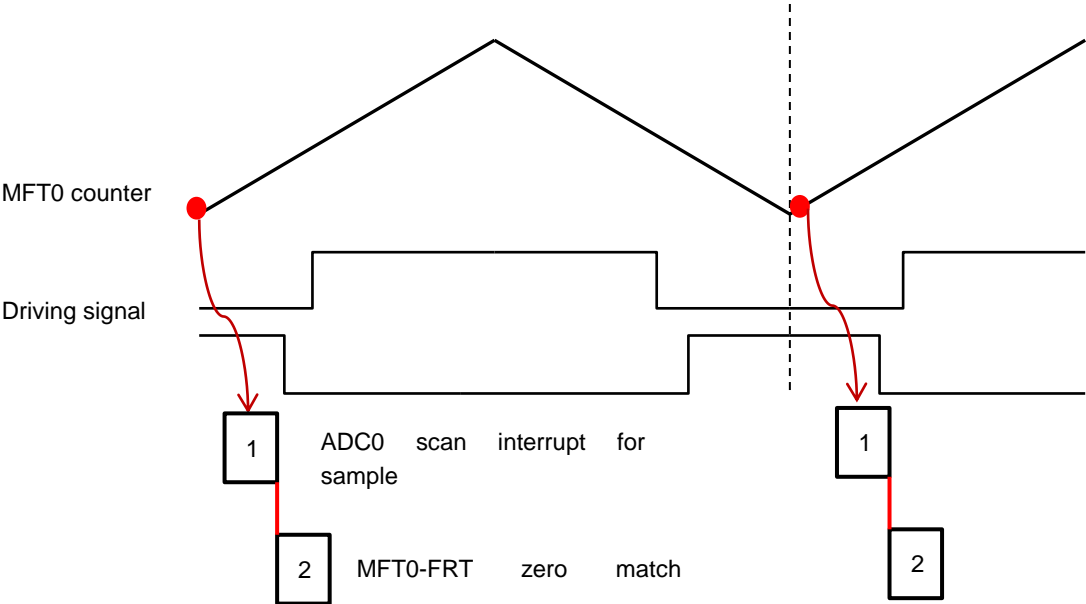 MFT0 counter
Driving signal
1
ADC0 scan interrupt for
sample
1
2
MFT0-FRT zero match
2